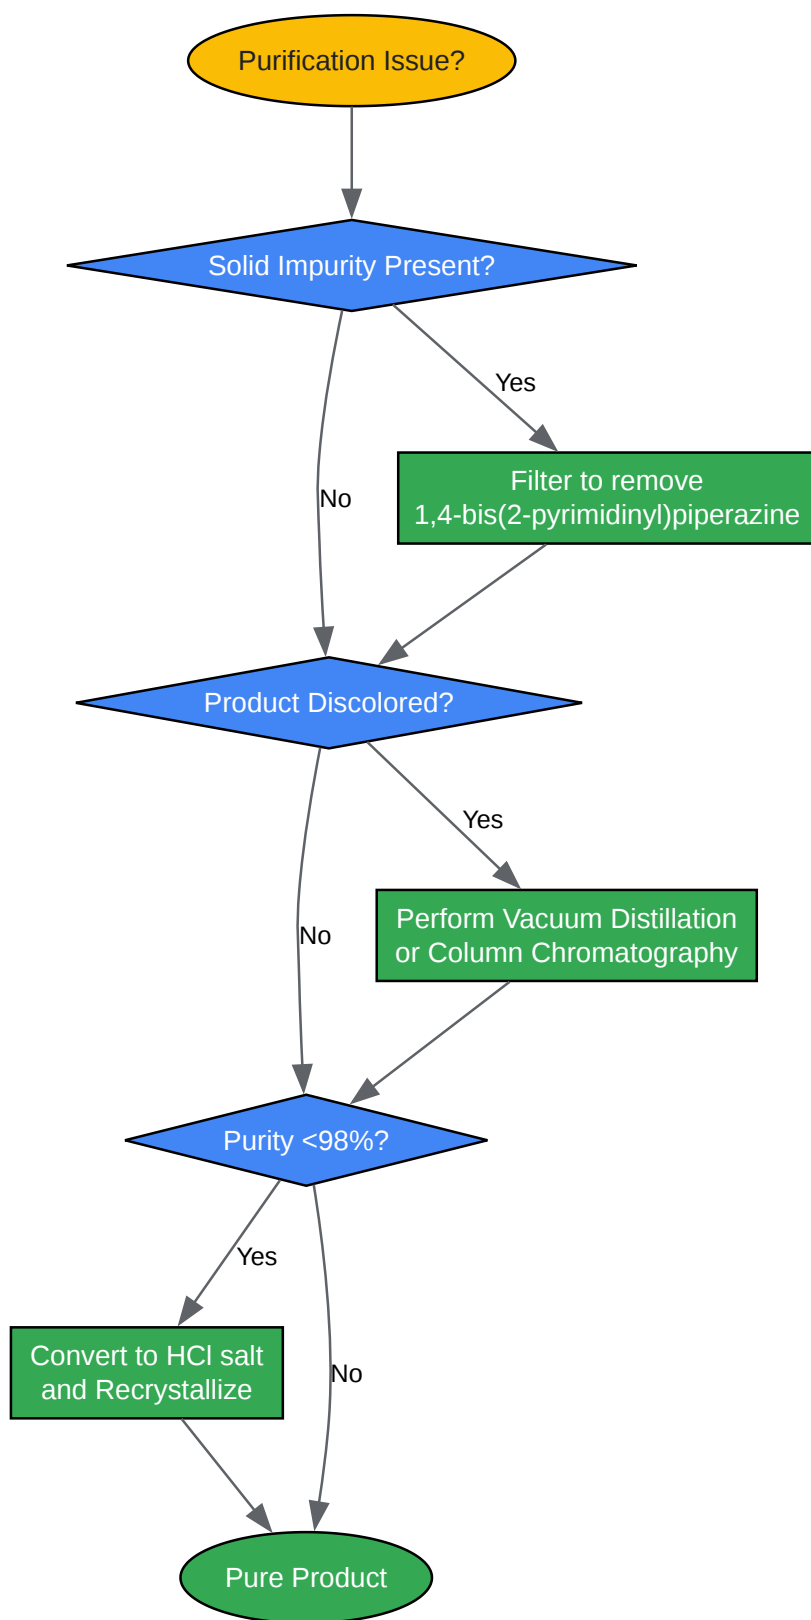 Purification Issue?
Solid Impurity Present?
Yes
Filter to remove
1,4-bis(2-pyrimidinyl)piperazine
No
Product Discolored?
Yes
Perform Vacuum Distillation
or Column Chromatography
No
Purity <98%?
Yes
Convert to HCl salt
and Recrystallize
No
Pure Product